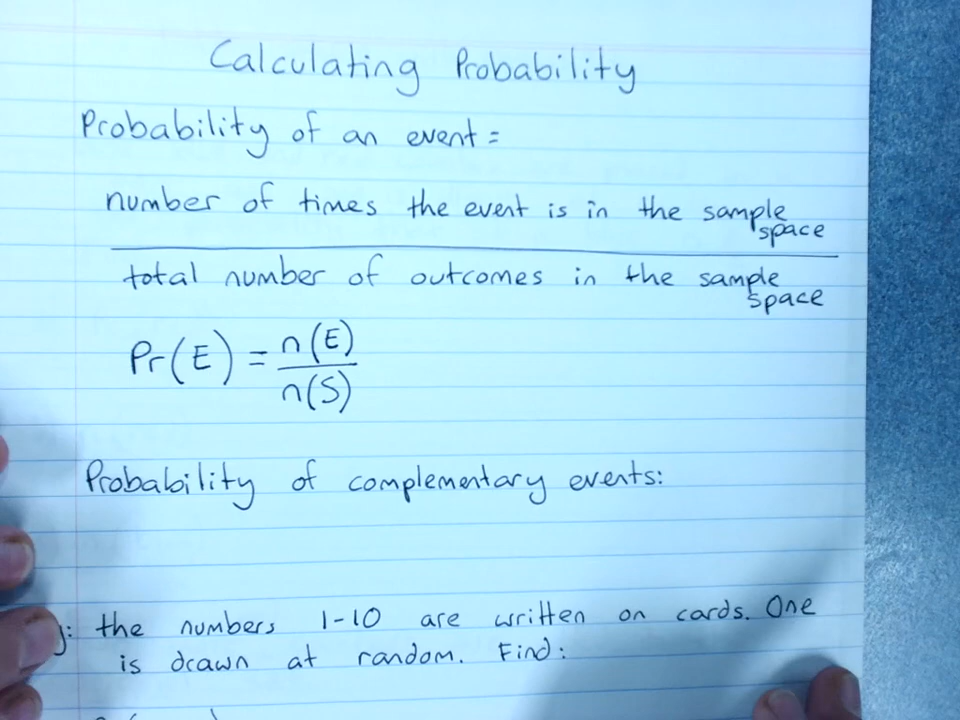 Calculating Probability
Probability of an event =
number of times the event is in the sample space
total number of outcomes in the sample space
Pr(E) = n(E)
n(S)
Probability of complementary events:
: the numbers 1-10 are written on cards. One
is drawn at random. Find: